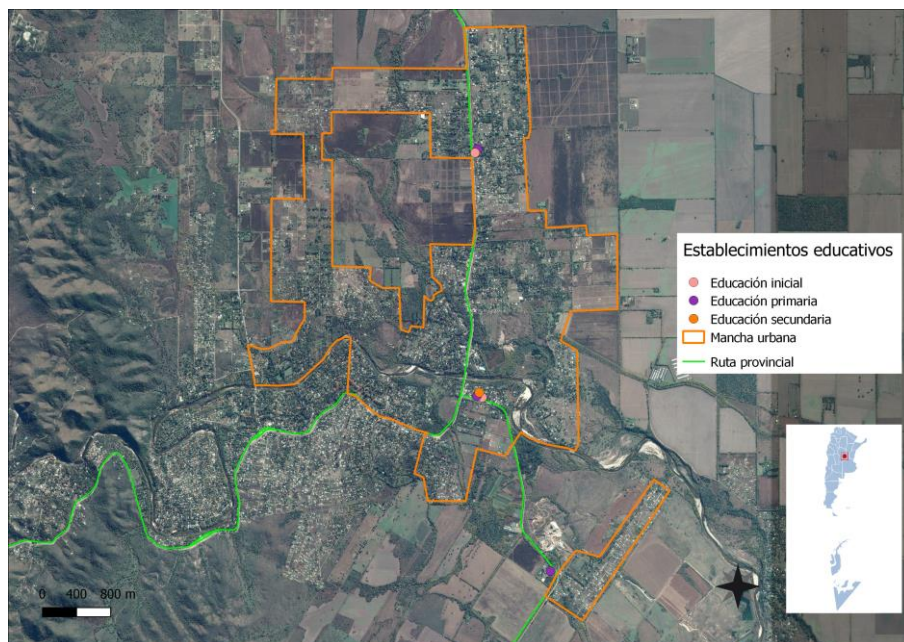 Establecimientos educativos
Educación inicial
Educación primaria
Educación secundaria
Mancha urbana
Ruta provincial
0 400 800 m